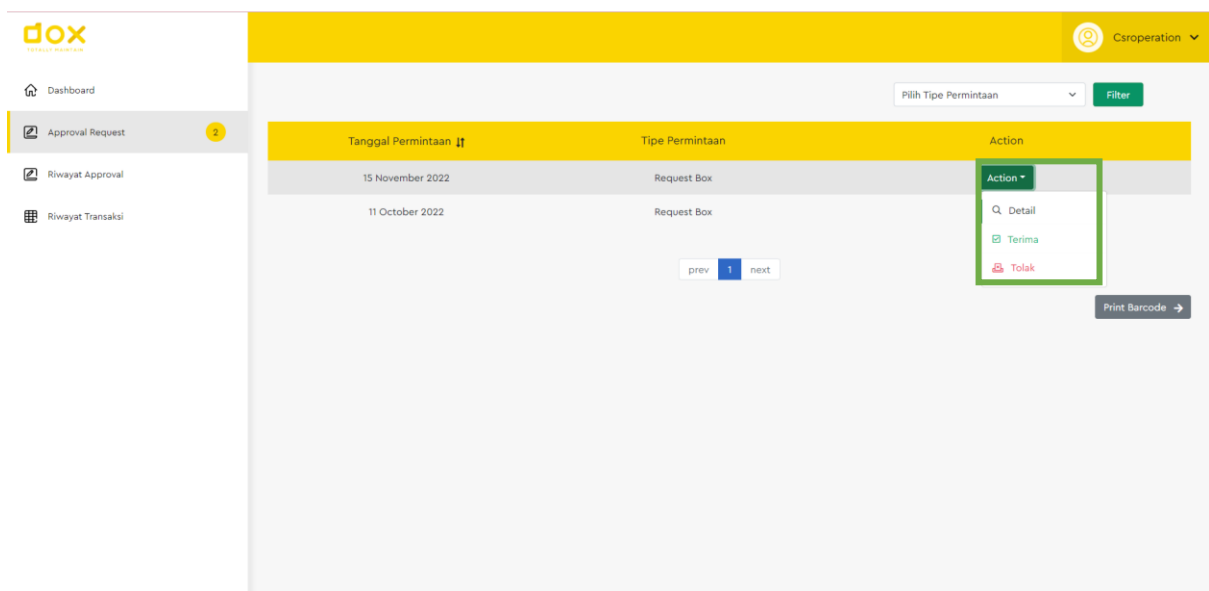 dox
TOTALLY MAINTAIN
Csroperation
Dashboard
Approval Request 2
Riwayat Approval
Riwayat Transaksi
Pilih Tipe Permintaan Filter
Tanggal Permintaan Tipe Permintaan Action
15 November 2022 Request Box Action
11 October 2022 Request Box
Detail
Terima
Tolak
prev 1 next
Print Barcode